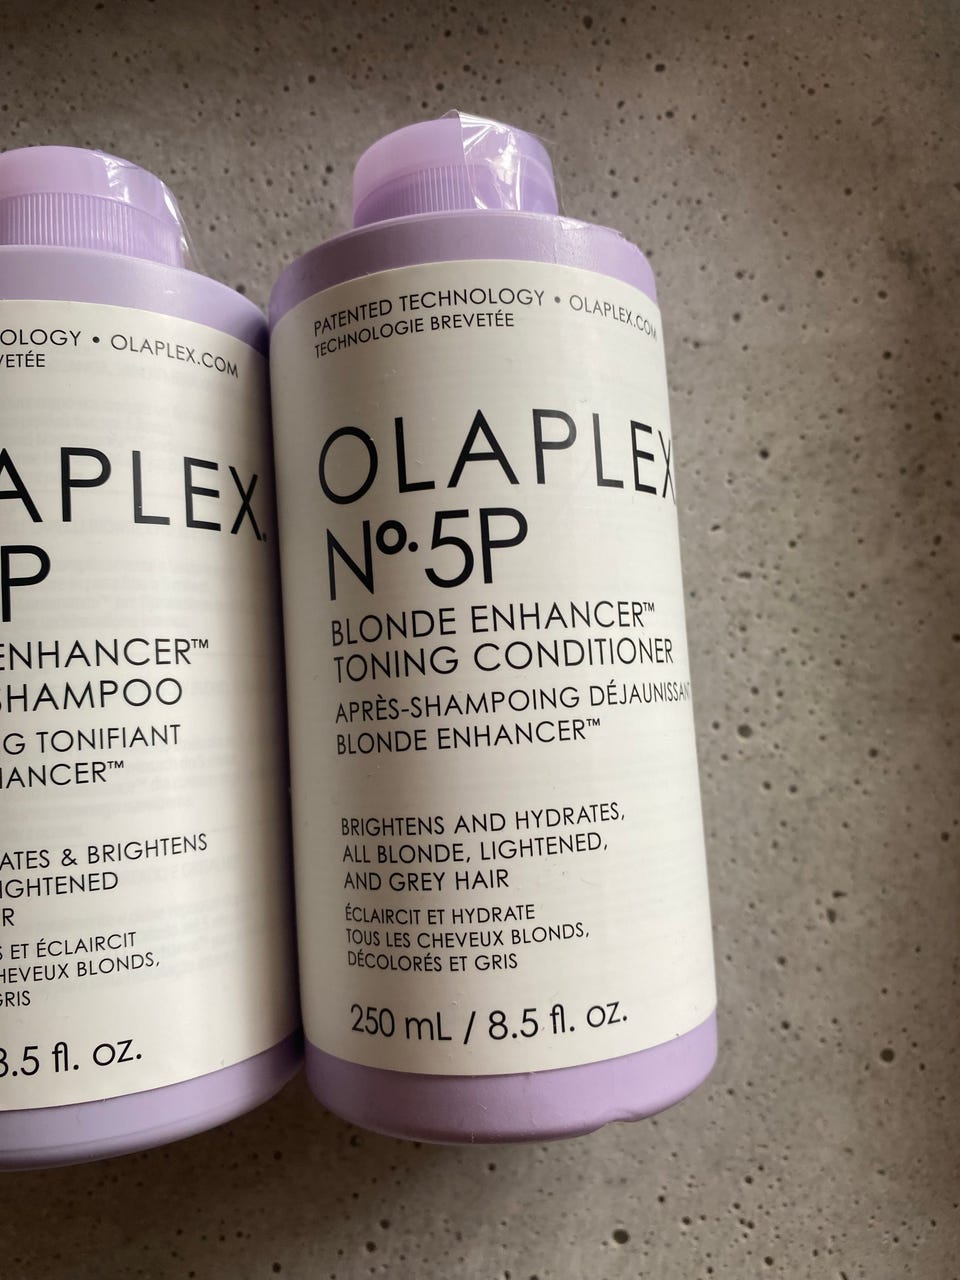 OLOGY • OLAPLEX.COM
VETÉE
APLEX.
P
ENHANCER™
SHAMPOO
G TONIFIANT
HANCER™
ATES & BRIGHTENS
IGHTENED
R
S ET ÉCLAIRCIT
HEVEUX BLONDS,
GRIS
8.5 fl. oz.
PATENTED TECHNOLOGY • OLAPLEX.COM
TECHNOLOGIE BREVETÉE
OLAPLEX
Nº.5P
BLONDE ENHANCER™
TONING CONDITIONER
APRÈS-SHAMPOING DÉJAUNISSAN
BLONDE ENHANCER™
BRIGHTENS AND HYDRATES,
ALL BLONDE, LIGHTENED,
AND GREY HAIR
ÉCLAIRCIT ET HYDRATE
TOUS LES CHEVEUX BLONDS,
DÉCOLORÉS ET GRIS
250 mL / 8.5 fl. oz.